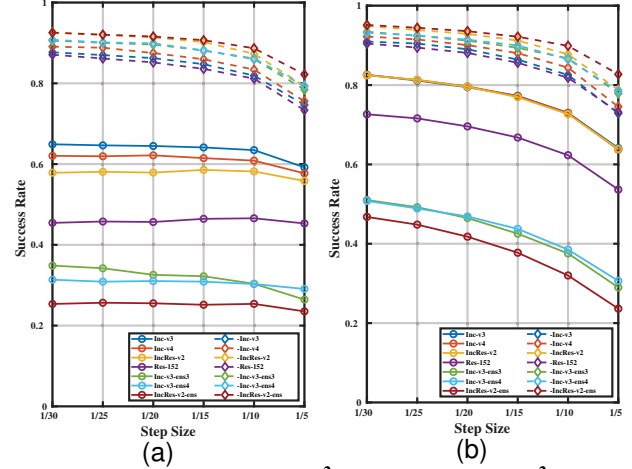 1
0.8
0.6
0.4
0.2
0
1/30 1/25 1/20 1/15 1/10 1/5
Step Size
Success Rate
Inc-v3 -Inc-v3
Inc-v4 -Inc-v4
IncRes-v2 -IncRes-v2
Res-152 -Res-152
Inc-v3-ens3 -Inc-v3-ens3
Inc-v3-ens4 -Inc-v3-ens4
IncRes-v2-ens -IncRes-v2-ens
(a)
1
0.8
0.6
0.4
0.2
0
1/30 1/25 1/20 1/15 1/10 1/5
Step Size
Success Rate
Inc-v3 -Inc-v3
Inc-v4 -Inc-v4
IncRes-v2 -IncRes-v2
Res-152 -Res-152
Inc-v3-ens3 -Inc-v3-ens3
Inc-v3-ens4 -Inc-v3-ens4
IncRes-v2-ens -IncRes-v2-ens
(b)